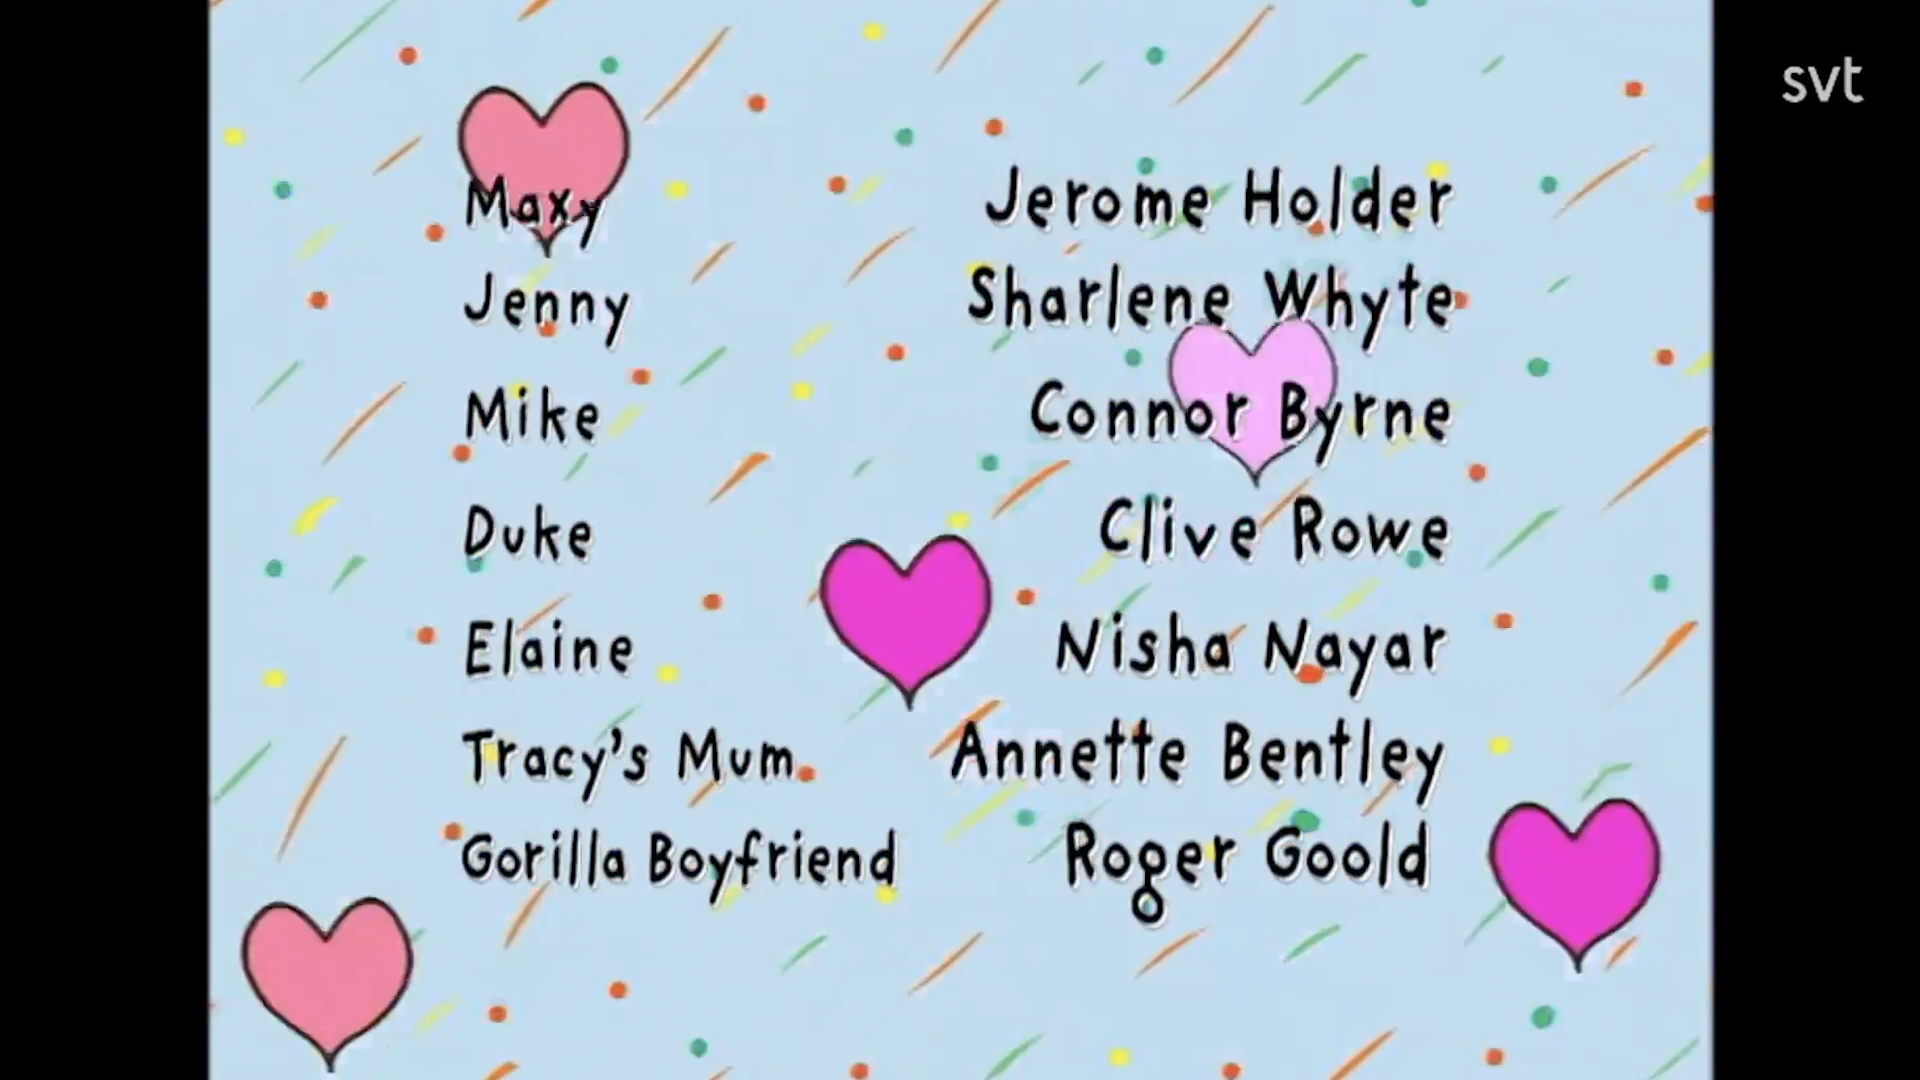 svt
Maxy Jerome Holder
Jenny Sharlene Whyte
Mike Connor Byrne
Duke Clive Rowe
Elaine Nisha Nayar
Tracy's Mum Annette Bentley
Gorilla Boyfriend Roger Goold